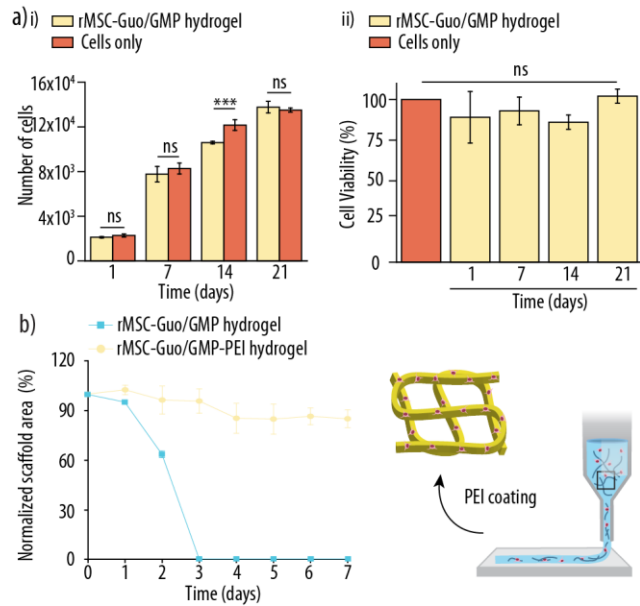 a) i) rMSC-Guo/GMP hydrogel
Cells only
16x10⁴
12x10⁴
8x10³
4x10³
0
Number of cells
ns
ns
***
ns
1 7 14 21
Time (days)
ii)
rMSC-Guo/GMP hydrogel
Cells only
ns
100
75
50
25
0
Cell Viability (%)
1 7 14 21
Time (days)
b)
rMSC-Guo/GMP hydrogel
rMSC-Guo/GMP-PEI hydrogel
120
90
60
30
0
Normalized scaffold area (%)
0 1 2 3 4 5 6 7
Time (days)
PEI coating